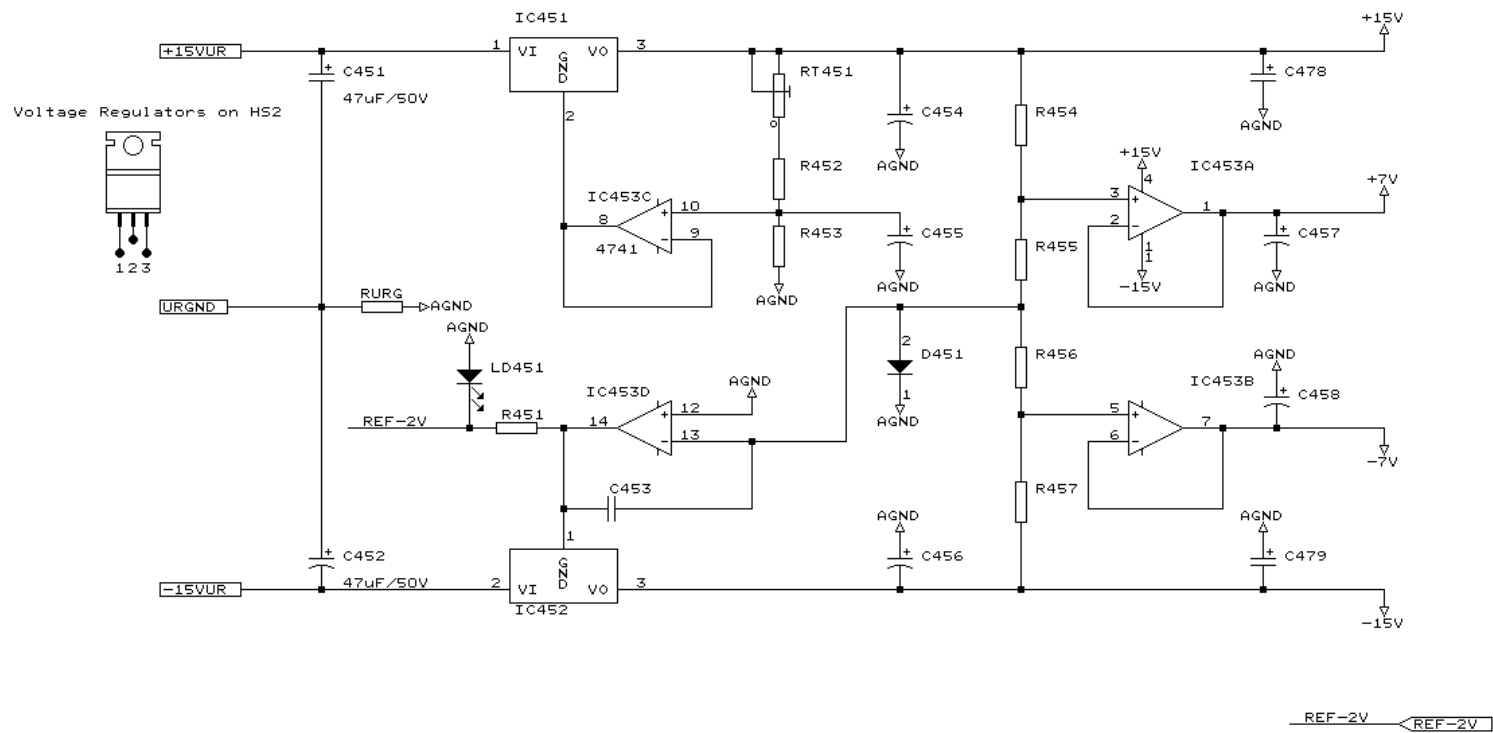 IC451
+15V
+15VUR
1
VI
GND
VO
3
C451
47uF/50V
RT451
C478
AGND
Voltage Regulators on HS2
2
C454
AGND
R454
R452
+15V
4
IC453A
+7V
IC453C
10
8
9
4741
3
2
1
R453
C455
R455
C457
11
-15V
AGND
AGND
AGND
123
URGND
RURG
AGND
AGND
LD451
2
D451
1
AGND
R456
AGND
IC453B
C458
IC453D
AGND
12
14
13
R451
REF-2V
5
6
7
-7V
C453
R457
1
AGND
AGND
C452
47uF/50V
C456
C479
-15VUR
2
VI
GND
VO
3
IC452
-15V
REF-2V
REF-2V